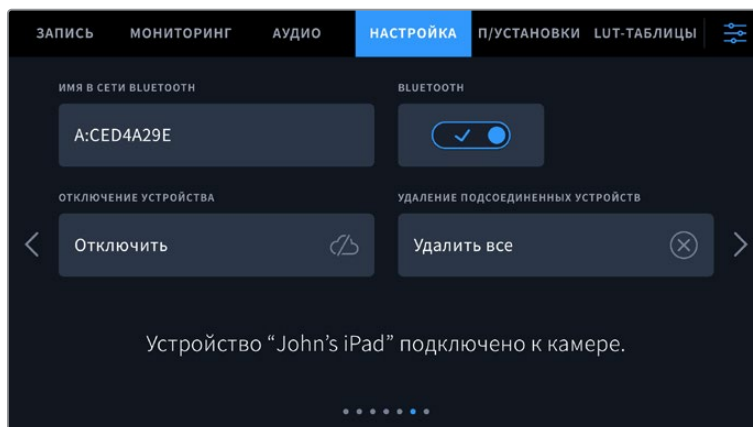 ЗАПИСЬ МОНИТОРИНГ АУДИО НАСТРОЙКА П/УСТАНОВКИ LUT-ТАБЛИЦЫ
ИМЯ В СЕТИ BLUETOOTH BLUETOOTH
A:CED4A29E
ОТКЛЮЧЕНИЕ УСТРОЙСТВА УДАЛЕНИЕ ПОДСОЕДИНЕННЫХ УСТРОЙСТВ
Отключить Удалить все
Устройство “John’s iPad” подключено к камере.